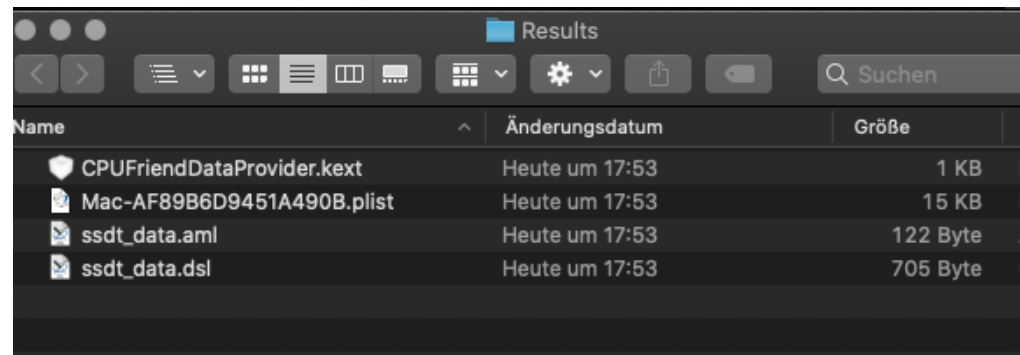 Results
Suchen
Name Änderungsdatum Größe
CPUFriendDataProvider.kext Heute um 17:53 1 KB
Mac-AF89B6D9451A490B.plist Heute um 17:53 15 KB
ssdt_data.aml Heute um 17:53 122 Byte
ssdt_data.dsl Heute um 17:53 705 Byte